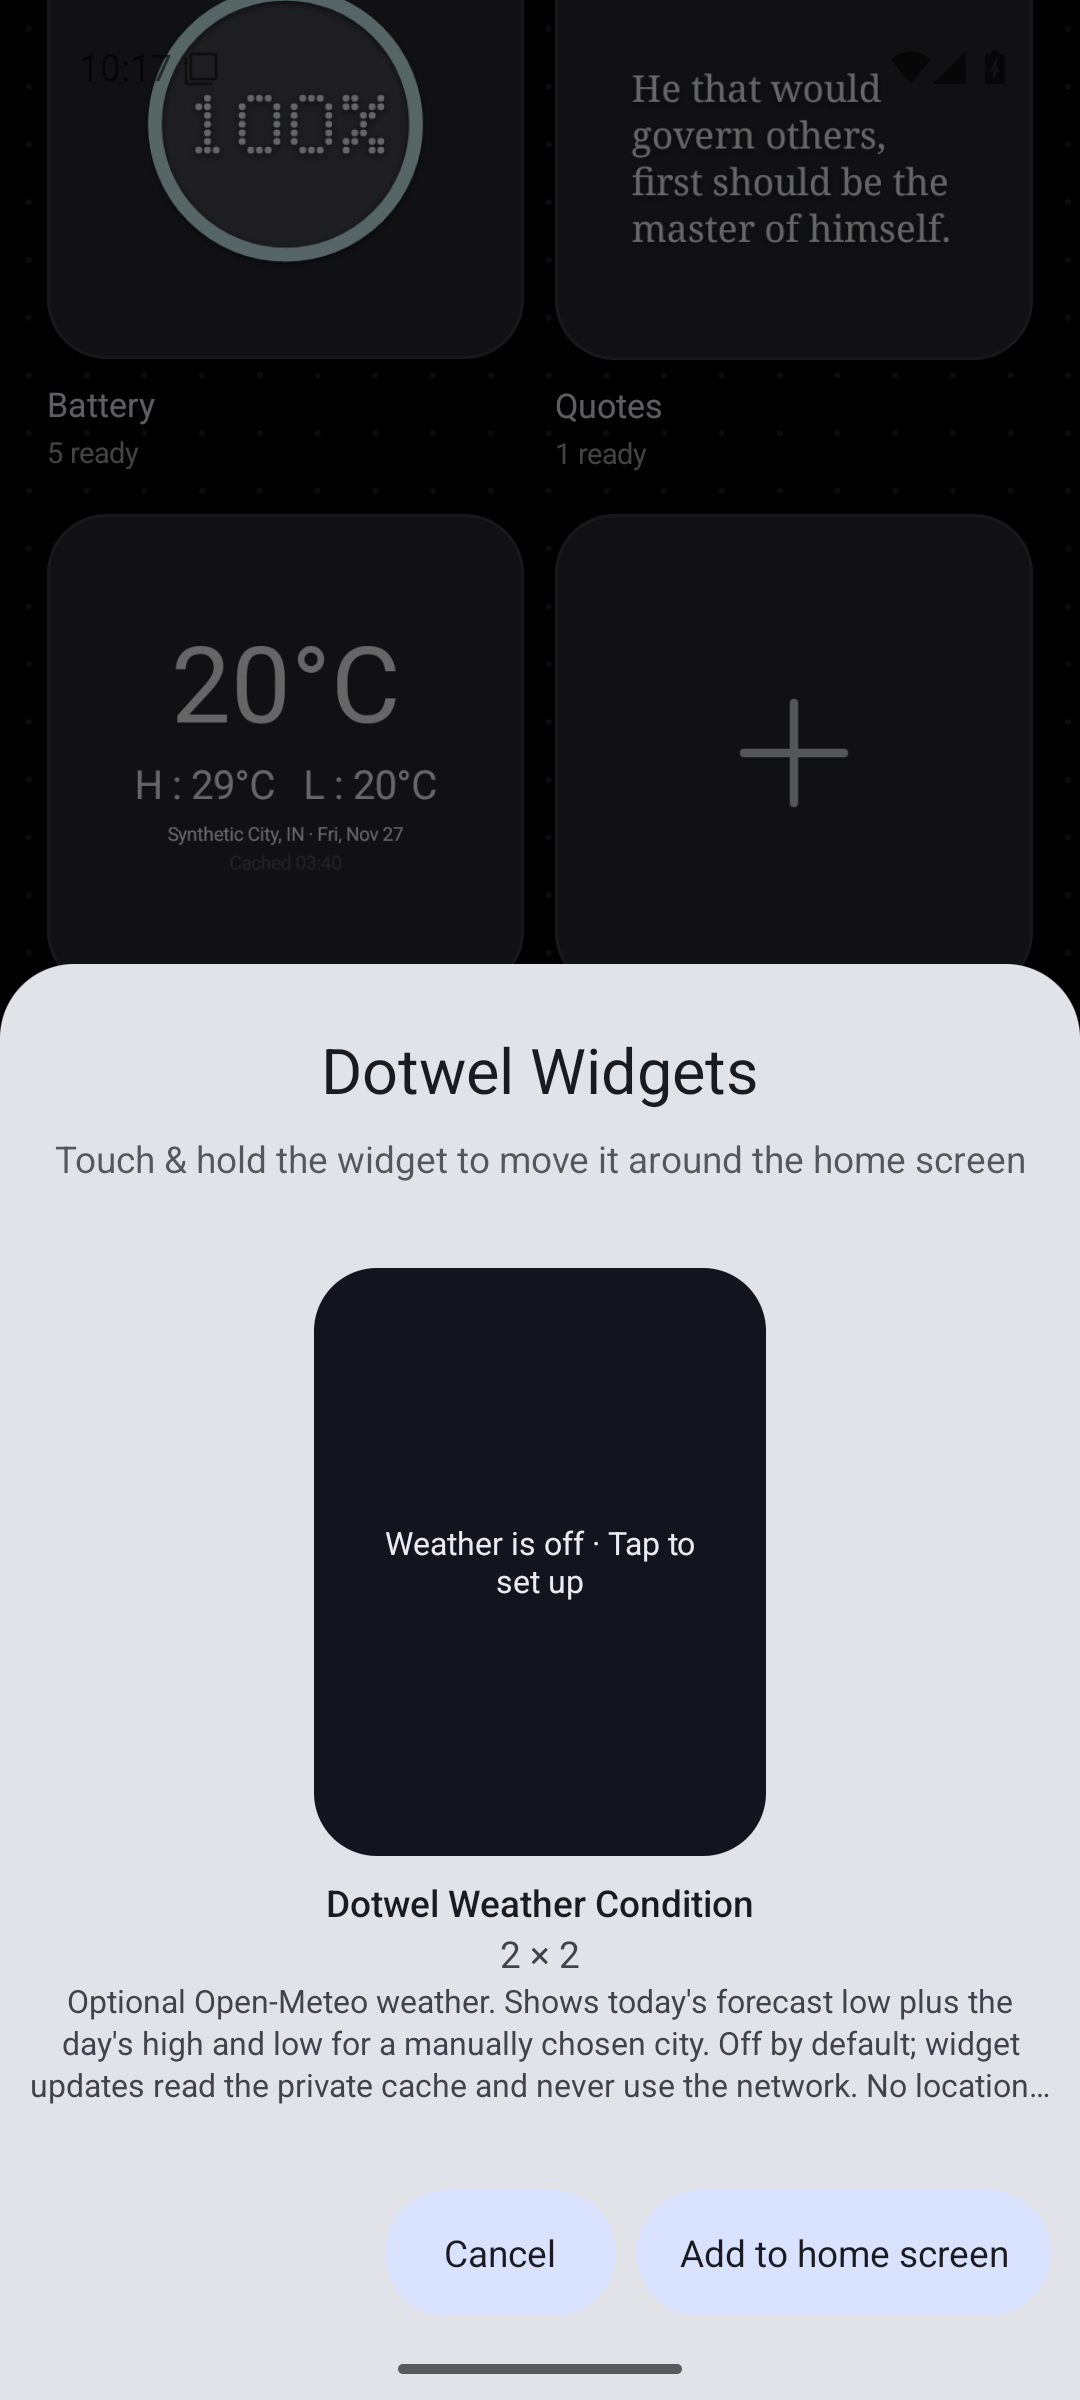 10:17
100%
He that would
govern others,
first should be the
master of himself.
Battery
5 ready
Quotes
1 ready
20°C
H : 29°C L : 20°C
Synthetic City, IN · Fri, Nov 27
Cached 03:40
Dotwel Widgets
Touch & hold the widget to move it around the home screen
Weather is off · Tap to
set up
Dotwel Weather Condition
2 × 2
Optional Open-Meteo weather. Shows today's forecast low plus the
day's high and low for a manually chosen city. Off by default; widget
updates read the private cache and never use the network. No location…
Cancel
Add to home screen